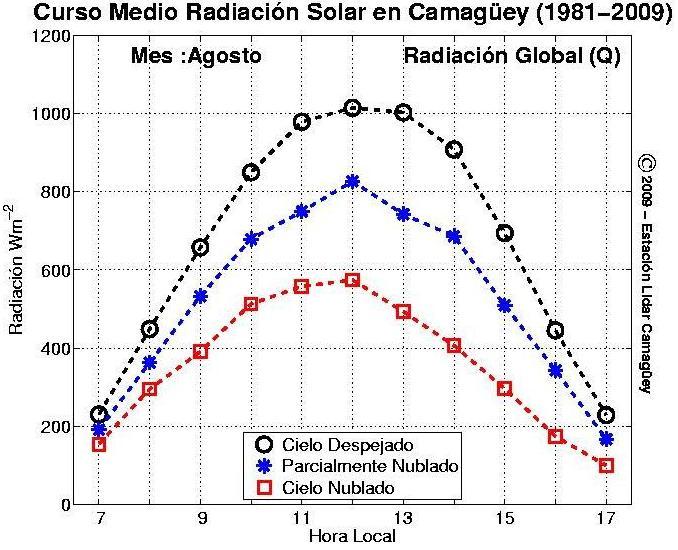 Curso Medio Radiación Solar en Camagüey (1981-2009)
Mes :Agosto
Radiación Global (Q)
1200
1000
800
600
400
200
0
Radiación Wm-2
7 9 11 13 15 17
Hora Local
Cielo Despejado
Parcialmente Nublado
Cielo Nublado
© 2009 - Estación Lidar Camagüey